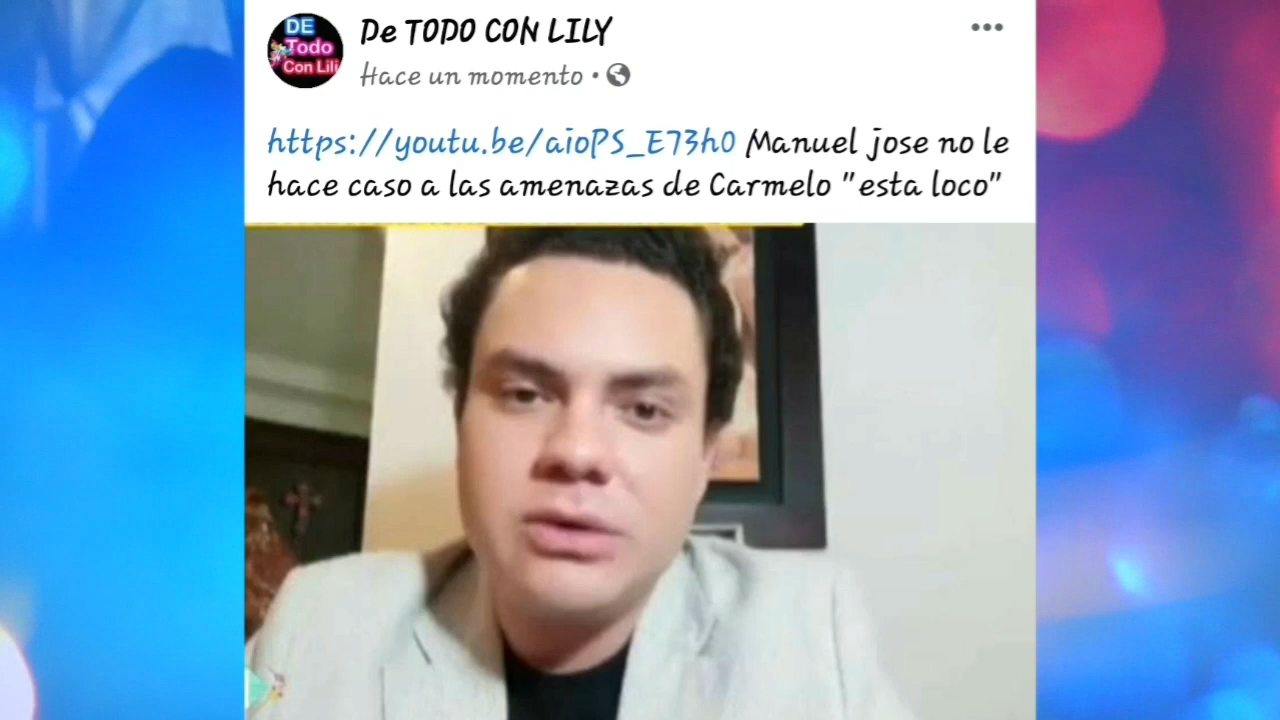 DE
Todo
Con Lili
De TODO CON LILY
Hace un momento •
https://youtu.be/aioPS_E73h0 Manuel jose no le
hace caso a las amenazas de Carmelo "esta loco"